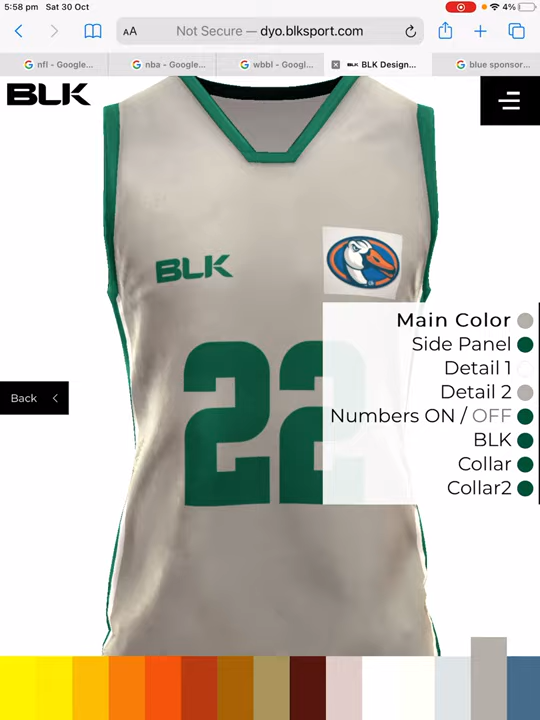 5:58 pm Sat 30 Oct
4%
AA
Not Secure — dyo.blksport.com
nfl - Google...
nba - Google...
wbbl - Googl...
BLK BLK Design...
blue sponsor...
BLK
BLK
22
Main Color
Side Panel
Detail 1
Detail 2
Back
Numbers ON / OFF
BLK
Collar
Collar2